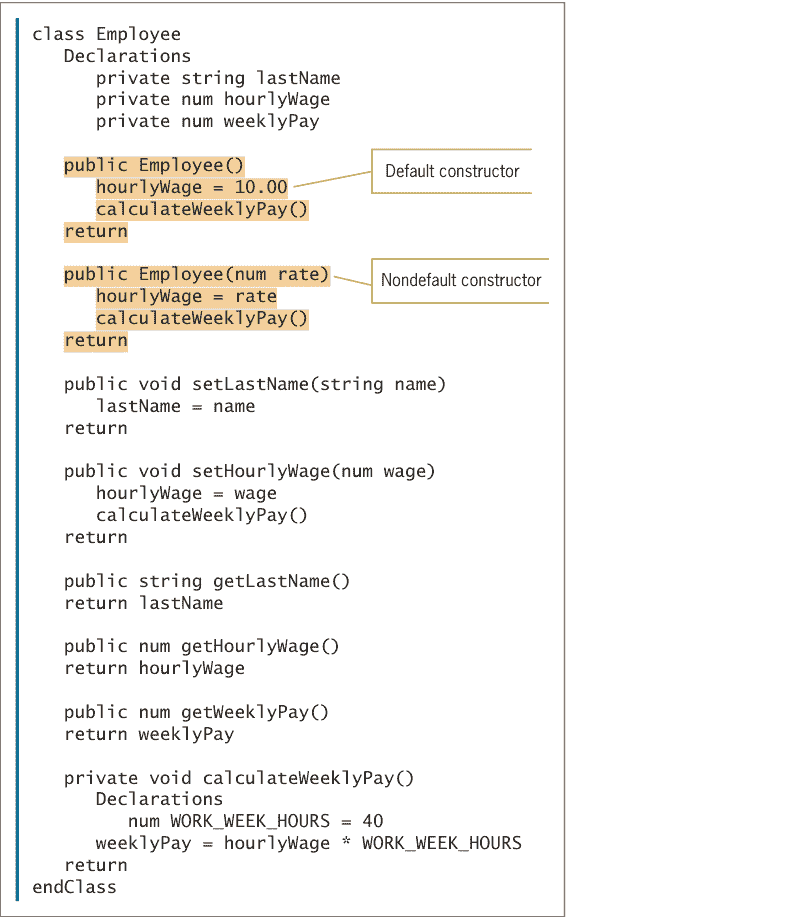 class Employee
Declarations
private string lastName
private num hourlyWage
private num weeklyPay
public Employee()
hourlyWage = 10.00
Default constructor
calculateWeeklyPay()
return
public Employee(num rate)
Nondefault constructor
hourlyWage = rate
calculateWeeklyPay()
return
public void setLastName(string name)
lastName = name
return
public void setHourlyWage(num wage)
hourlyWage = wage
calculateWeeklyPay()
return
public string getLastName()
return lastName
public num getHourlyWage()
return hourlyWage
public num getWeeklyPay()
return weeklyPay
private void calculateWeeklyPay()
Declarations
num WORK_WEEK_HOURS = 40
weeklyPay = hourlyWage * WORK_WEEK_HOURS
return
endClass